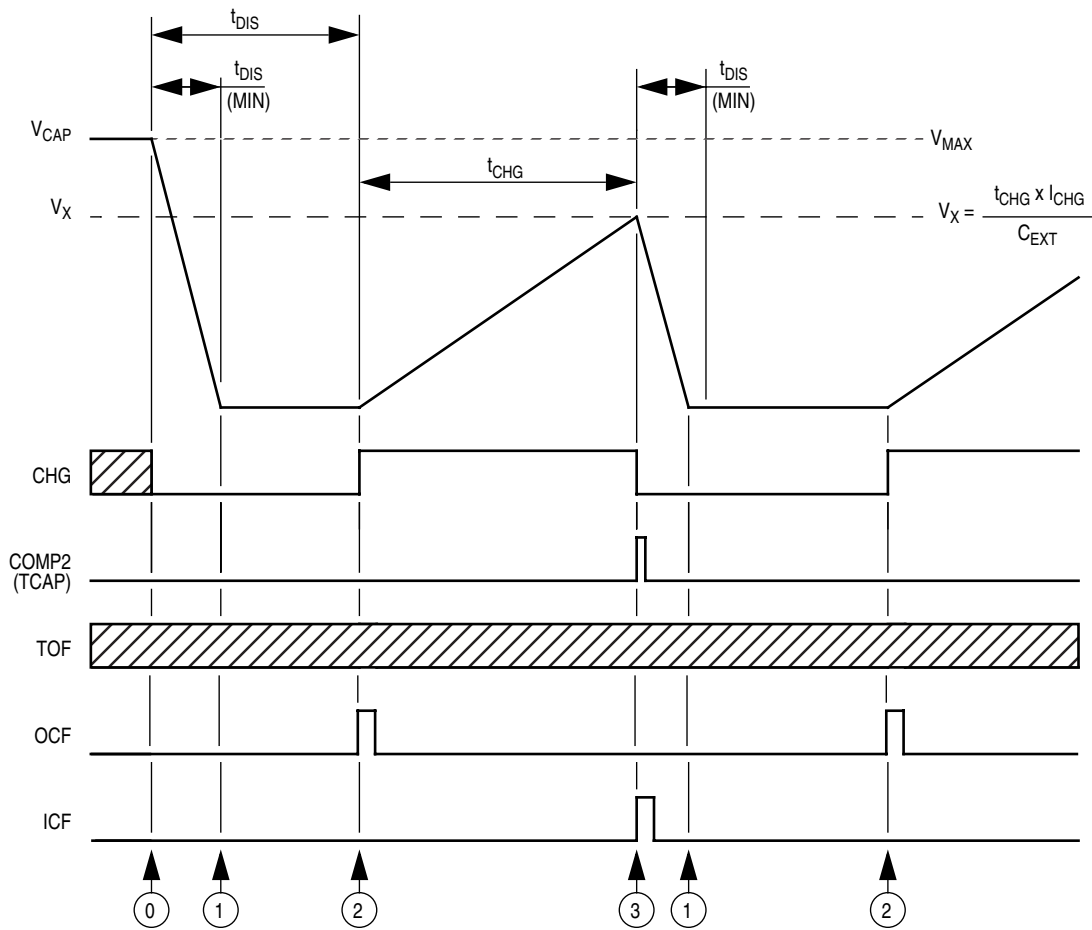 tDIS
tDIS
(MIN)
tDIS
(MIN)
VCAP
VMAX
tCHG
VX
VX = tCHG x ICHG
CEXT
CHG
COMP2
(TCAP)
TOF
OCF
ICF
0 1 2 3 1 2